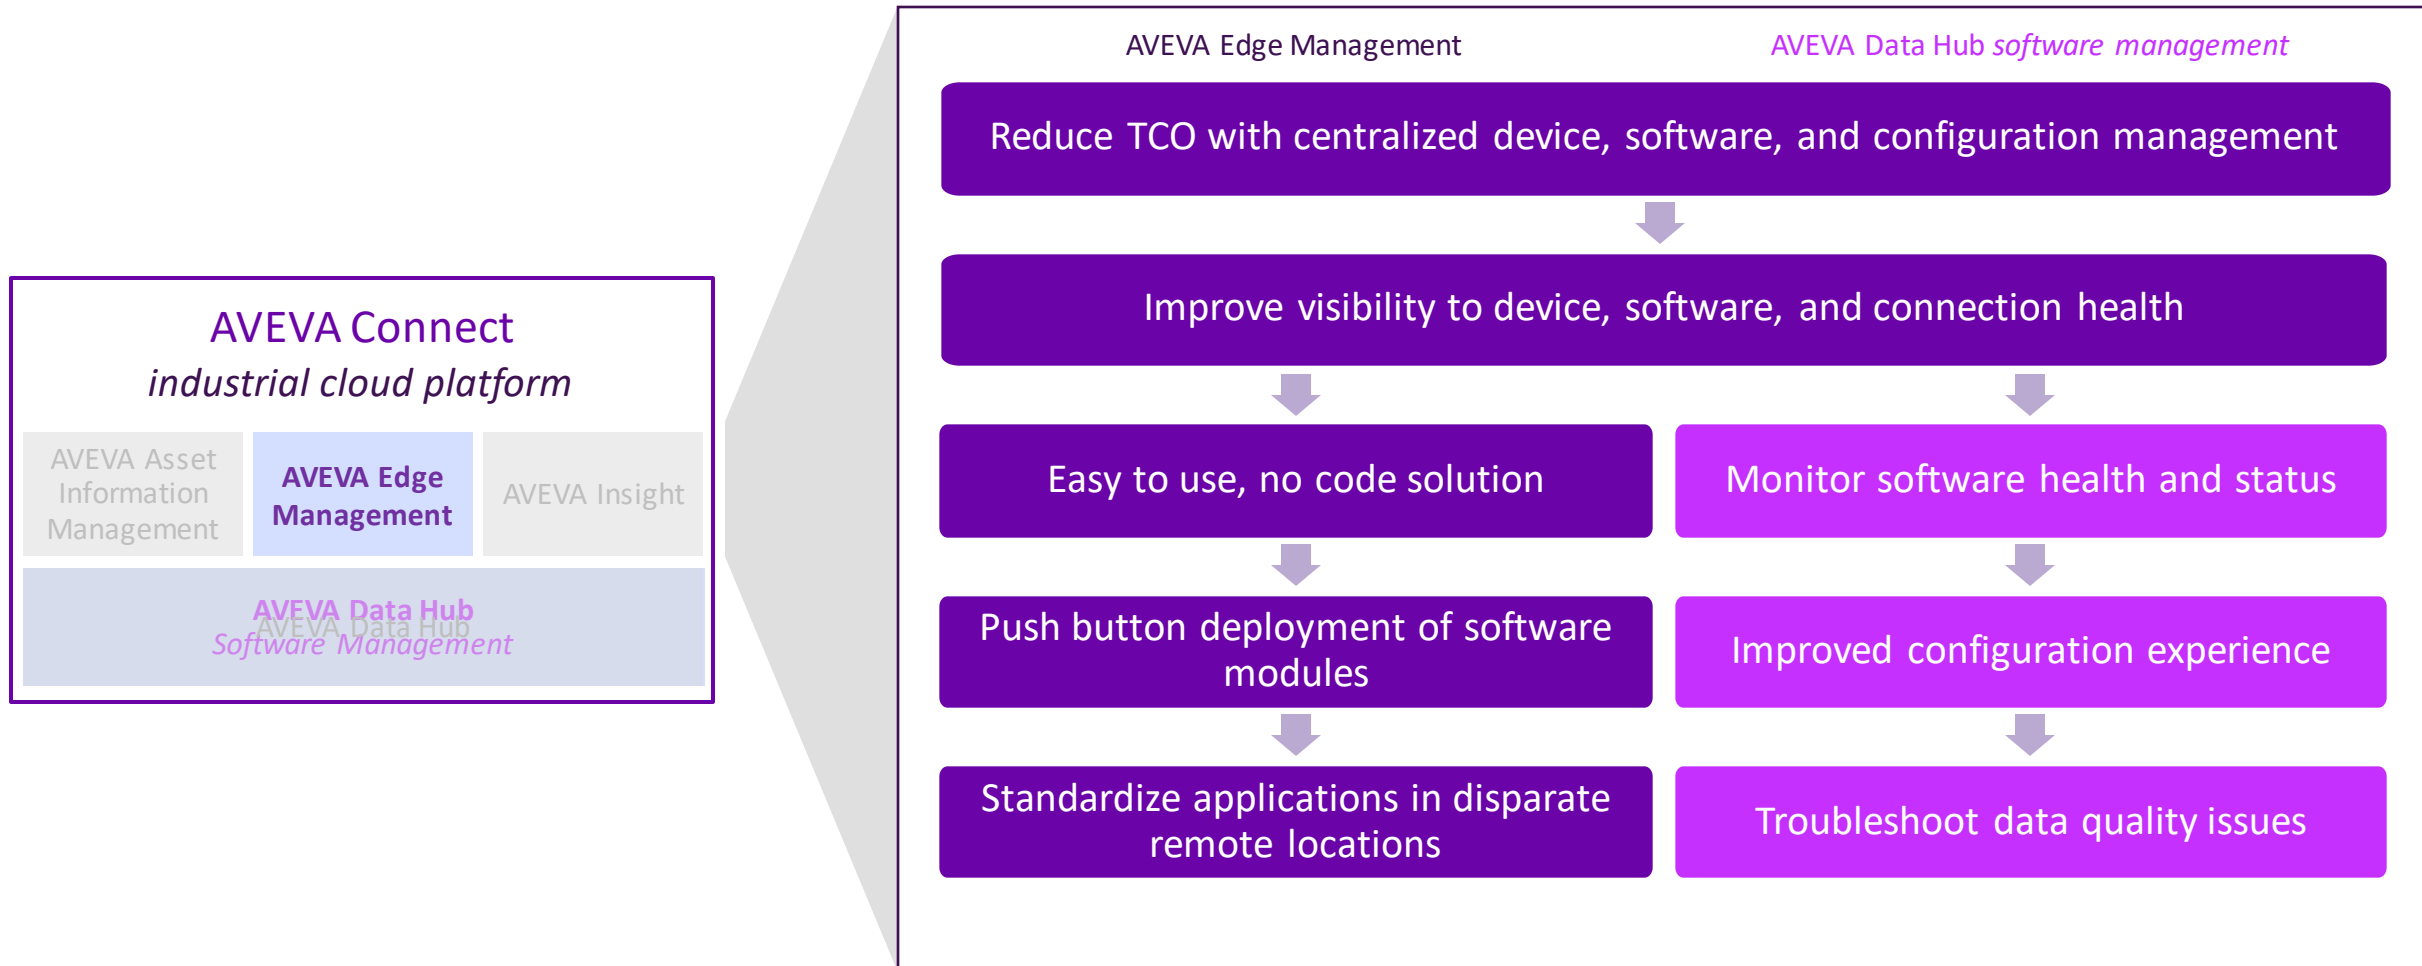 AVEVA Connect
industrial cloud platform
AVEVA Asset
Information
Management
AVEVA Edge
Management
AVEVA Insight
AVEVA Data Hub
AVEVA Data Hub
Software Management
AVEVA Edge Management
AVEVA Data Hub software management
Reduce TCO with centralized device, software, and configuration management
Improve visibility to device, software, and connection health
Easy to use, no code solution
Monitor software health and status
Push button deployment of software
modules
Improved configuration experience
Standardize applications in disparate
remote locations
Troubleshoot data quality issues